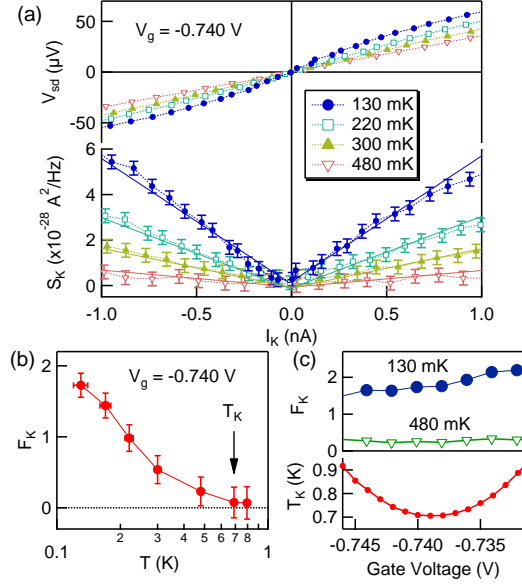 (a)
V_g = -0.740 V
V_sd (μV)
50
0
-50
130 mK
220 mK
300 mK
480 mK
S_K (x10^-28 A^2/Hz)
6
4
2
0
-1.0 -0.5 0.0 0.5 1.0
I_K (nA)
(b)
V_g = -0.740 V
F_K
2
1
0
T_K
0.1 2 3 4 5 6 7 8 1
T (K)
(c)
130 mK
480 mK
F_K
2
0
T_K (K)
0.9
0.8
0.7
-0.745 -0.740 -0.735
Gate Voltage (V)